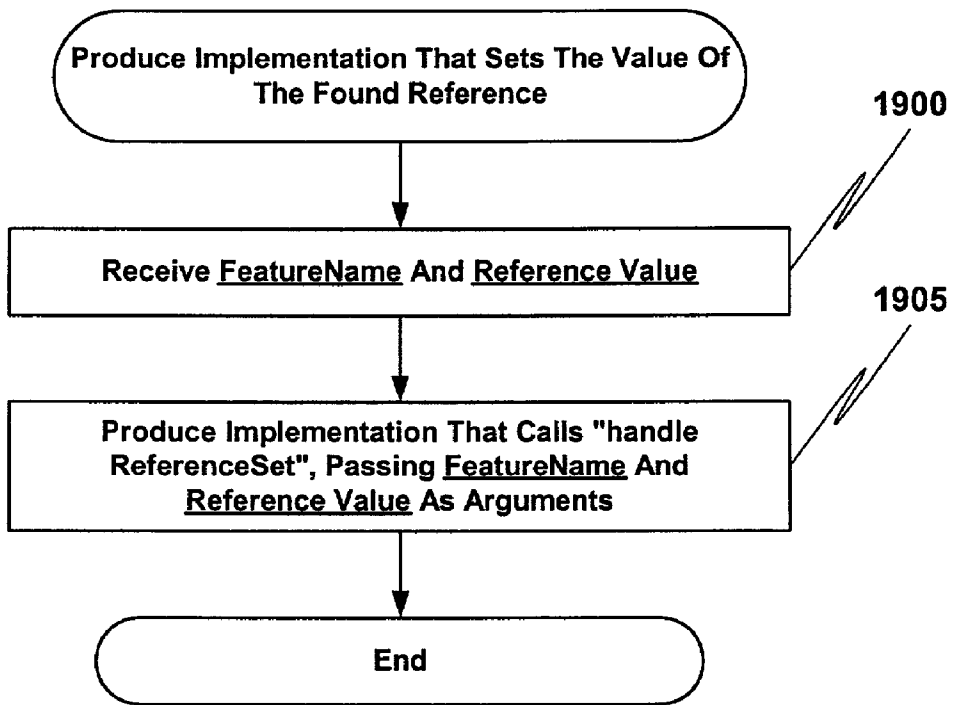 Produce Implementation That Sets The Value Of
The Found Reference
1900
Receive FeatureName And Reference Value
1905
Produce Implementation That Calls "handle
ReferenceSet", Passing FeatureName And
Reference Value As Arguments
End